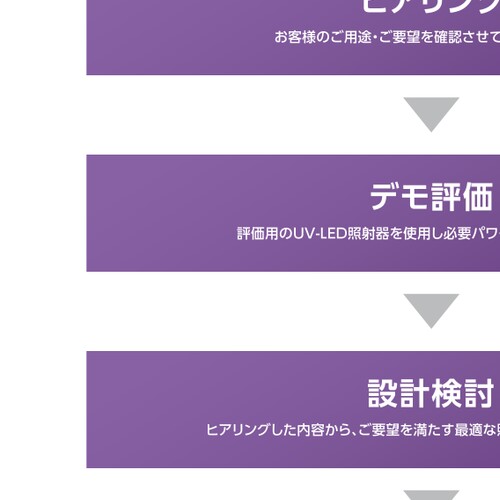 ヒアリング
お客様のご用途・ご要望を確認させて
デモ評価
評価用のUV-LED照射器を使用し必要パワ
設計検討
ヒアリングした内容から、ご要望を満たす最適な